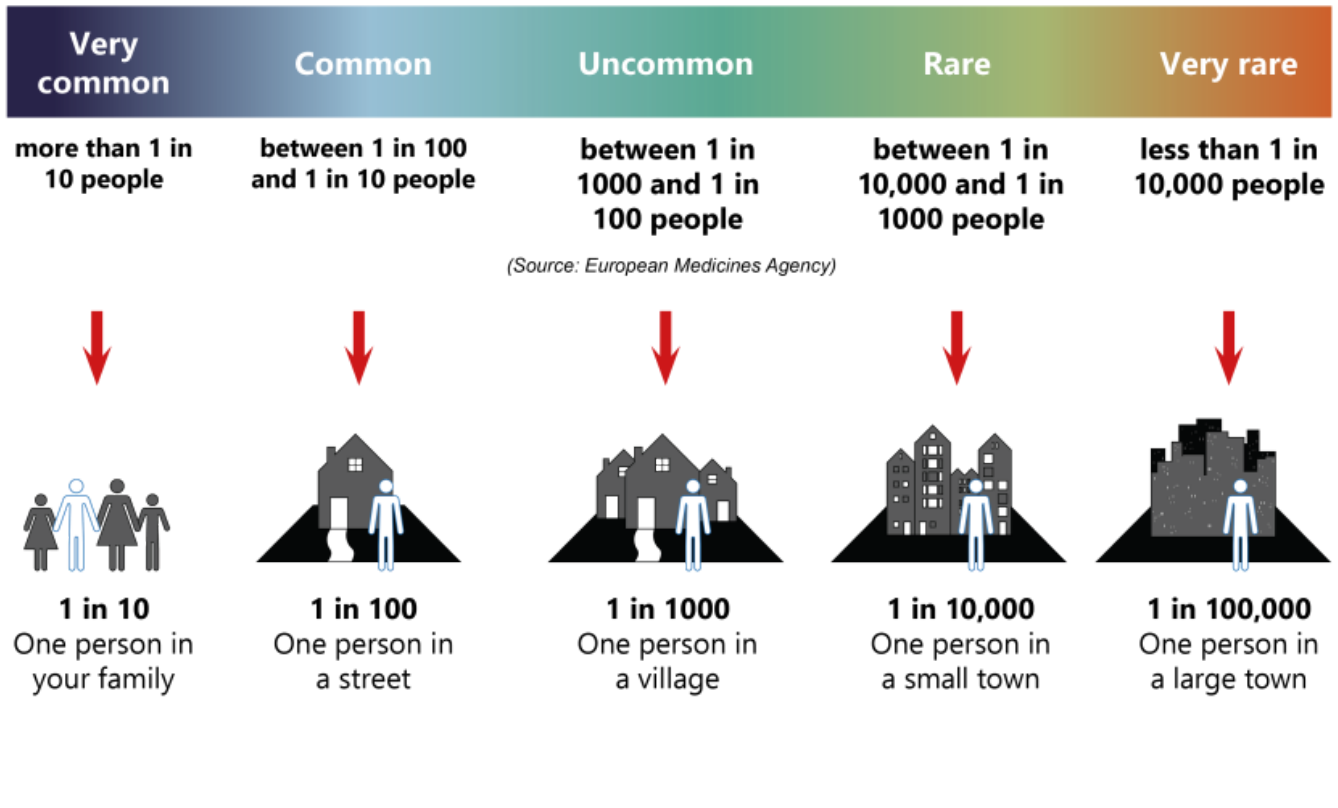 Very
common
Common
Uncommon
Rare
Very rare
more than 1 in
10 people
between 1 in 100
and 1 in 10 people
between 1 in
1000 and 1 in
100 people
between 1 in
10,000 and 1 in
1000 people
less than 1 in
10,000 people
(Source: European Medicines Agency)
1 in 10
One person in
your family
1 in 100
One person in
a street
1 in 1000
One person in
a village
1 in 10,000
One person in
a small town
1 in 100,000
One person in
a large town